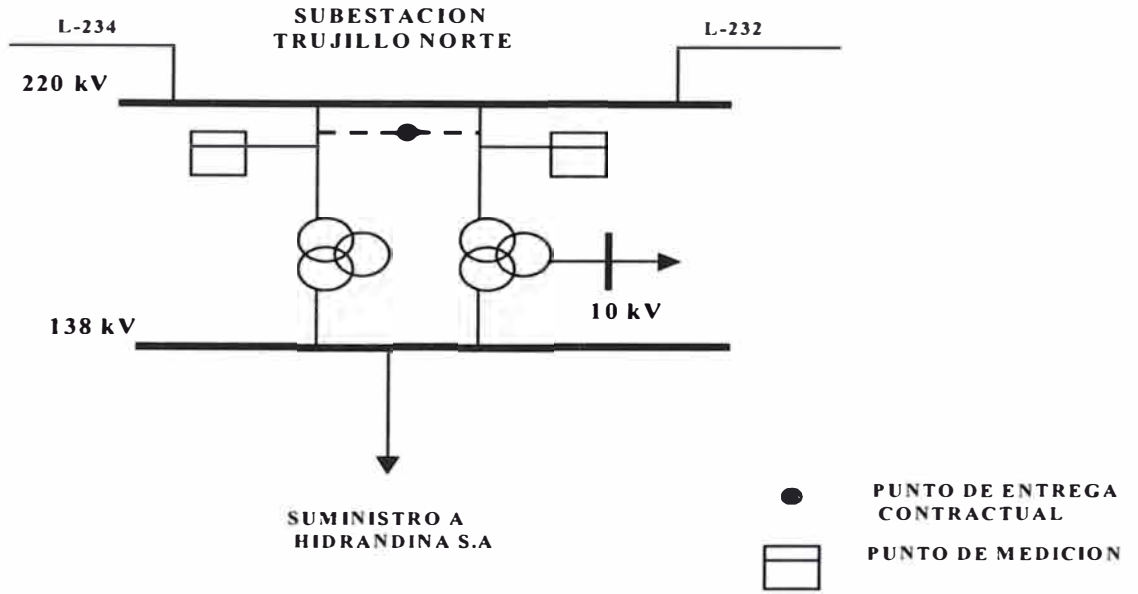 SUBESTACION
TRUJILLO NORTE
L-234
L-232
220 kV
10 kV
138 kV
SUMINISTRO A
HIDRANDINA S.A
PUNTO DE ENTREGA
CONTRACTUAL
PUNTO DE MEDICION